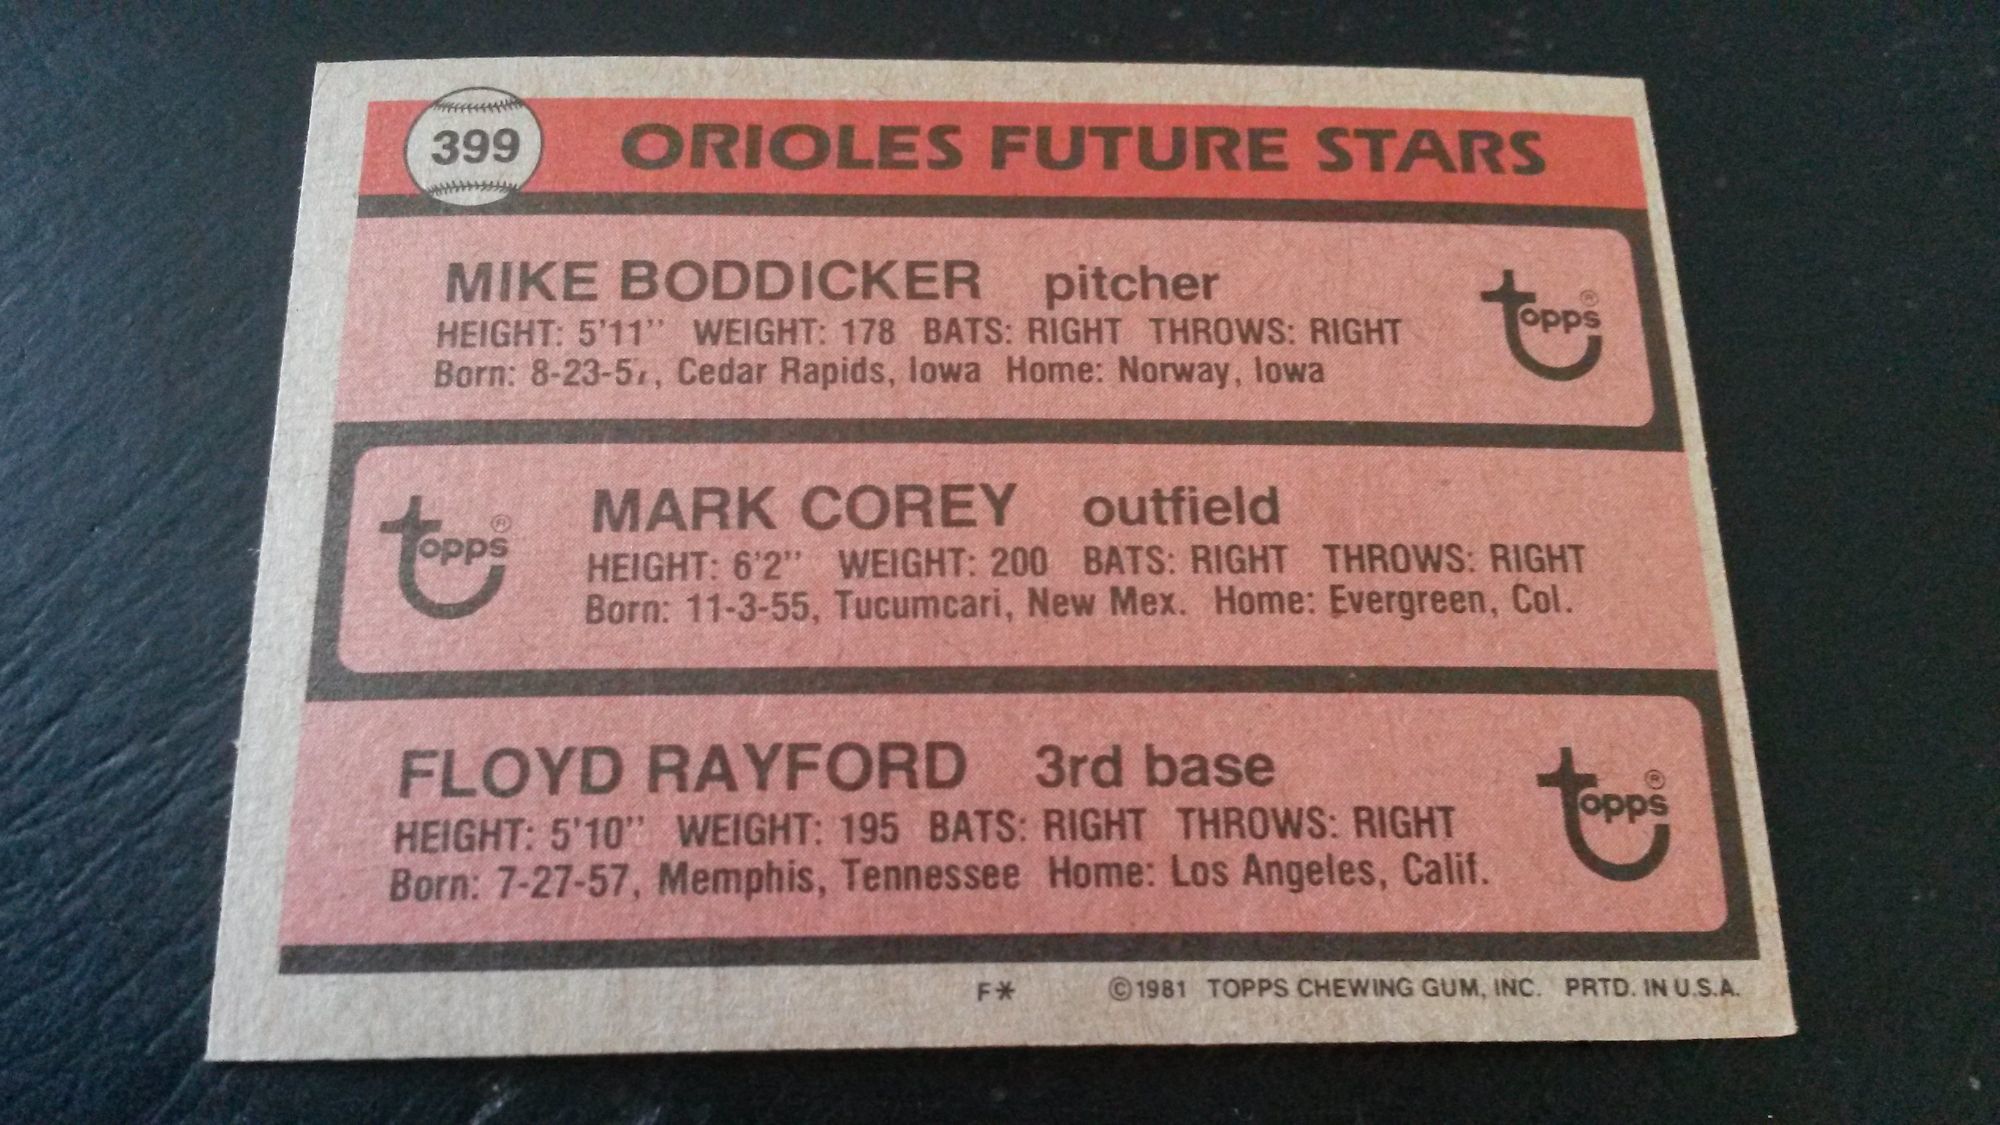 399 ORIOLES FUTURE STARS
MIKE BODDICKER pitcher
HEIGHT: 5'11'' WEIGHT: 178 BATS: RIGHT THROWS: RIGHT
Born: Cedar Rapids, Iowa Home: Norway, Iowa
topps®
topps®
MARK COREY outfield
HEIGHT: 6'2'' WEIGHT: 200 BATS: RIGHT THROWS: RIGHT
Born: 11-3-55, Tucumcari, New Mex. Home: Evergreen, Col.
FLOYD RAYFORD 3rd base
HEIGHT: 5'10'' WEIGHT: 195 BATS: RIGHT THROWS: RIGHT
Born: 7-27-57, Memphis, Tennessee Home: Los Angeles, Calif.
topps®
F* ©1981 TOPPS CHEWING GUM, INC. PRTD. IN U.S.A.